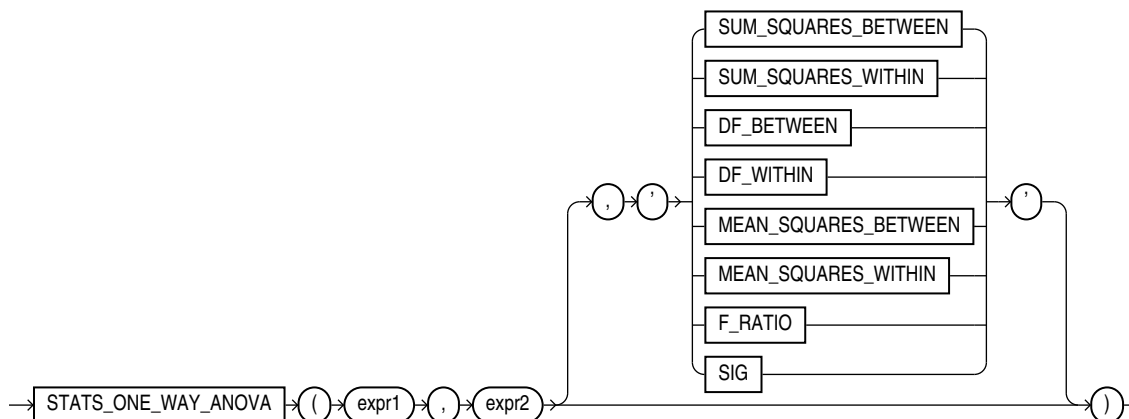 SUM_SQUARES_BETWEEN
SUM_SQUARES_WITHIN
DF_BETWEEN
DF_WITHIN
, ’ ’
MEAN_SQUARES_BETWEEN
MEAN_SQUARES_WITHIN
F_RATIO
SIG
STATS_ONE_WAY_ANOVA ( expr1 , expr2 )